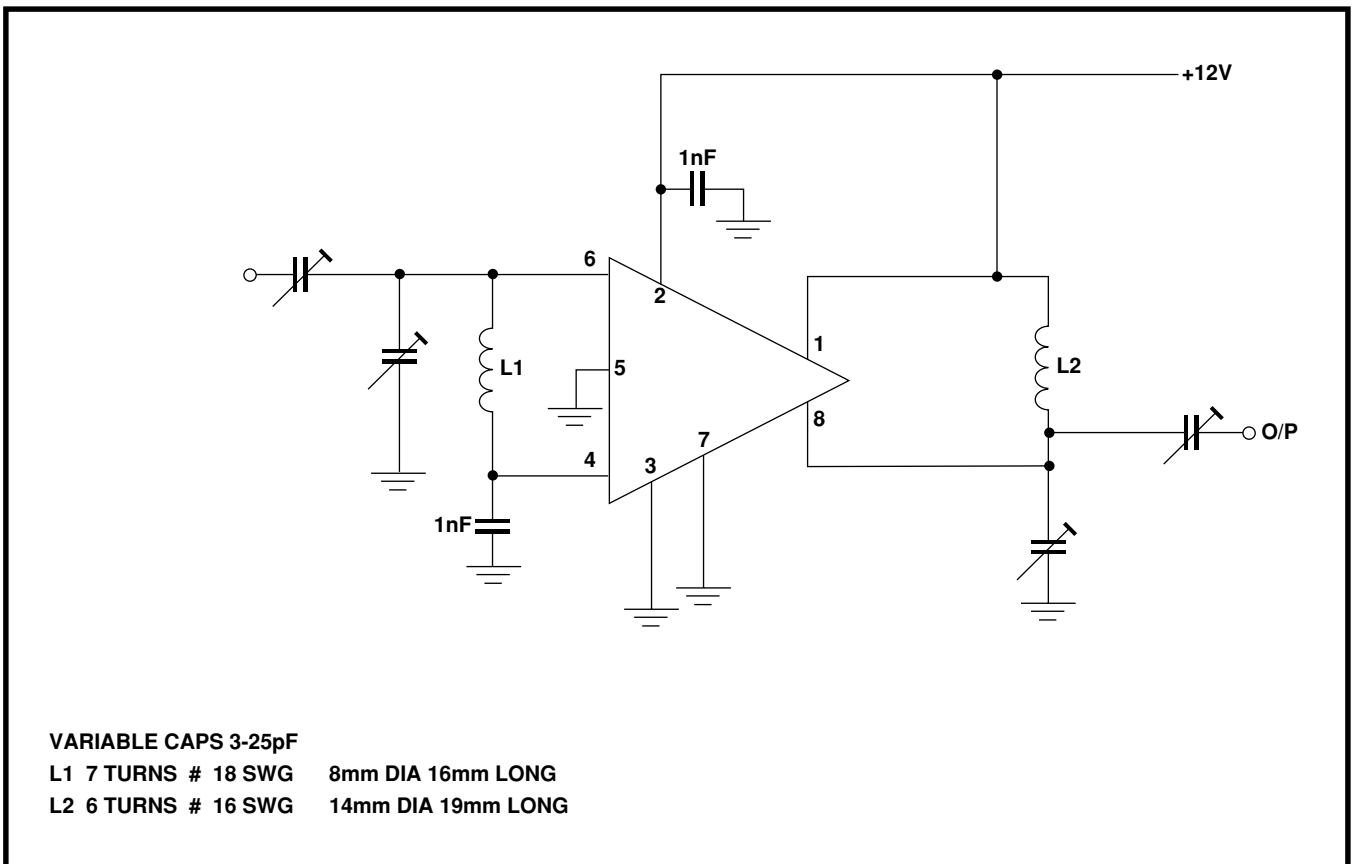 +12V
1nF
6
2
1
L1
5
L2
8
O/P
7
4
3
1nF
VARIABLE CAPS 3-25pF
L1 7 TURNS # 18 SWG 8mm DIA 16mm LONG
L2 6 TURNS # 16 SWG 14mm DIA 19mm LONG